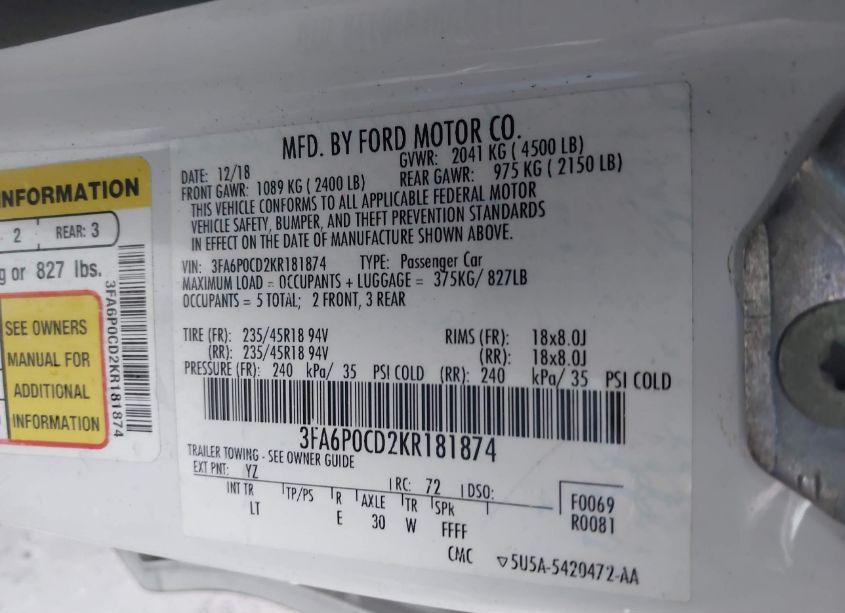 MFD. BY FORD MOTOR CO.
DATE: 12/18 GVWR: 2041 KG ( 4500 LB)
FRONT GAWR: 1089 KG ( 2400 LB) REAR GAWR: 975 KG ( 2150 LB)
THIS VEHICLE CONFORMS TO ALL APPLICABLE FEDERAL MOTOR
VEHICLE SAFETY, BUMPER, AND THEFT PREVENTION STANDARDS
IN EFFECT ON THE DATE OF MANUFACTURE SHOWN ABOVE.
VIN: 3FA6P0CD2KR181874 TYPE: Passenger Car
MAXIMUM LOAD = OCCUPANTS + LUGGAGE = 375KG/ 827LB
OCCUPANTS = 5 TOTAL; 2 FRONT, 3 REAR
TIRE (FR): 235/45R18 94V RIMS (FR): 18x8.0J
(RR): 235/45R18 94V (RR): 18x8.0J
PRESSURE (FR): 240 kPa/ 35 PSI COLD (RR): 240 kPa/ 35 PSI COLD
3FA6P0CD2KR181874
TRAILER TOWING - SEE OWNER GUIDE
EXT PNT: YZ RC: 72 DSO:
INT TR TP/PS R AXLE TR SPK
LT E 30 W FFFF
F0069
R0081
CMC 5U5A-5420472-AA
INFORMATION
2 REAR: 3
g or 827 lbs.
SEE OWNERS
MANUAL FOR
ADDITIONAL
INFORMATION
3FA6P0CD2KR181874